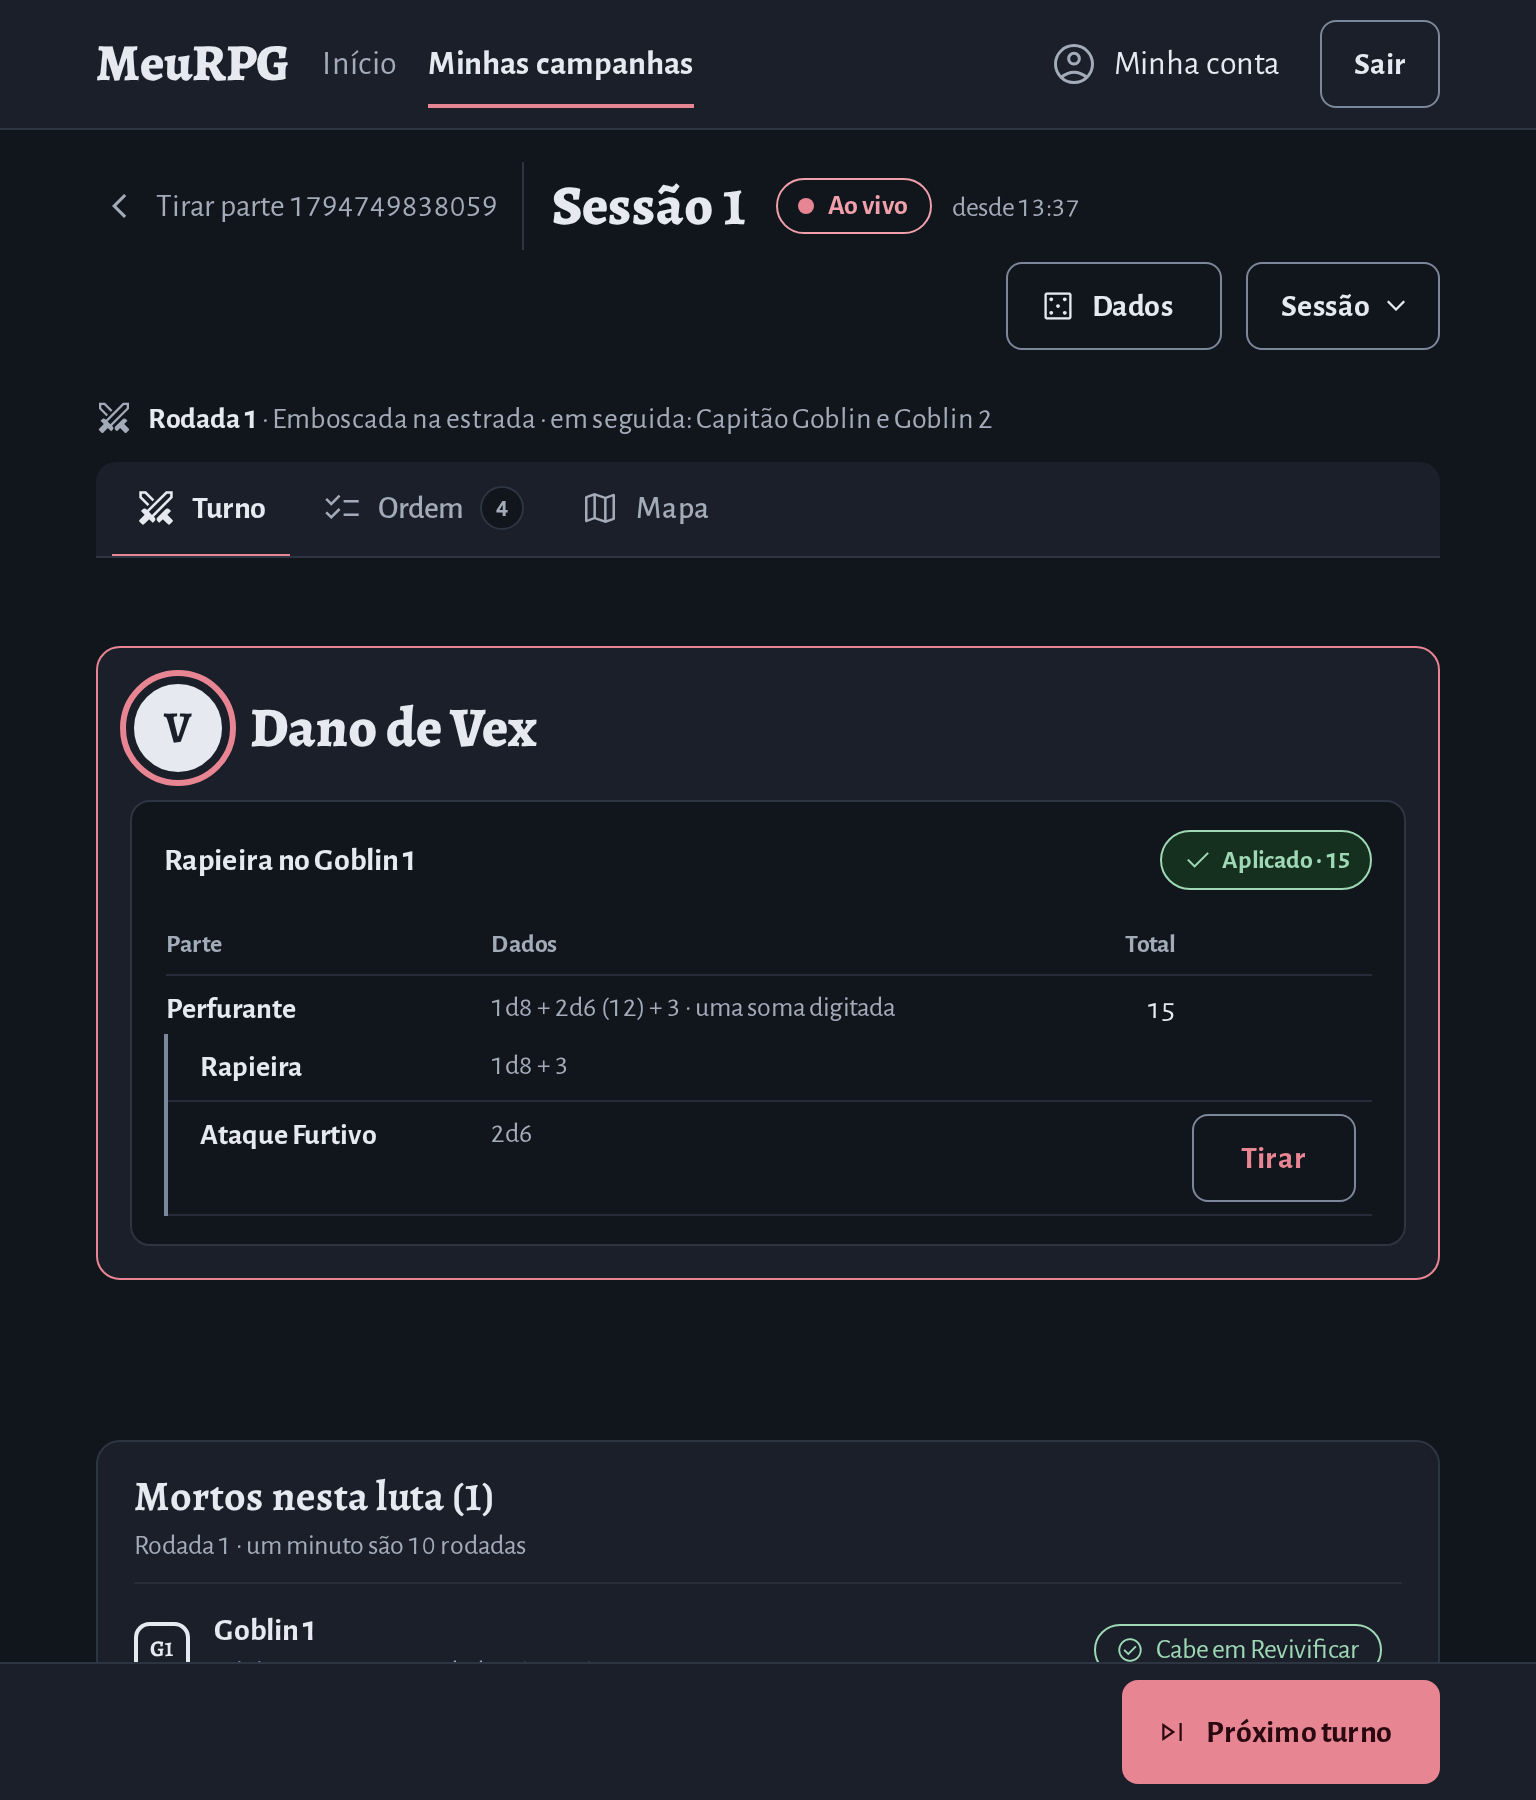 MeuRPG Início Minhas campanhas Minha conta Sair
Tirar parte 1794749838059 Sessão 1 Ao vivo desde 13:37
Dados Sessão
Rodada 1 · Emboscada na estrada · em seguida: Capitão Goblin e Goblin 2
Turno Ordem 4 Mapa
V Dano de Vex
Rapieira no Goblin 1 Aplicado · 15
Parte Dados Total
Perfurante 1d8 + 2d6 (12) + 3 · uma soma digitada 15
Rapieira 1d8 + 3
Ataque Furtivo 2d6 Tirar
Mortos nesta luta (1)
Rodada 1 · um minuto são 10 rodadas
G1 Goblin 1 Cabe em Revivificar
Próximo turno